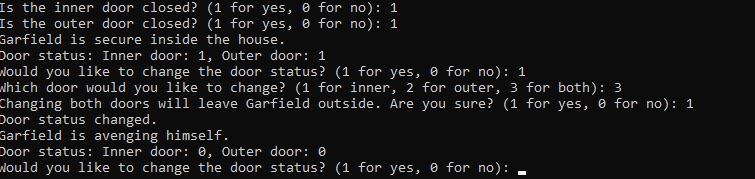 Is the inner door closed? (1 for yes, 0 for no): 1
Is the outer door closed? (1 for yes, 0 for no): 1
Garfield is secure inside the house.
Door status: Inner door: 1, Outer door: 1
Would you like to change the door status? (1 for yes, 0 for no): 1
Which door would you like to change? (1 for inner, 2 for outer, 3 for both): 3
Changing both doors will leave Garfield outside. Are you sure? (1 for yes, 0 for no): 1
Door status changed.
Garfield is avenging himself.
Door status: Inner door: 0, Outer door: 0
Would you like to change the door status? (1 for yes, 0 for no):